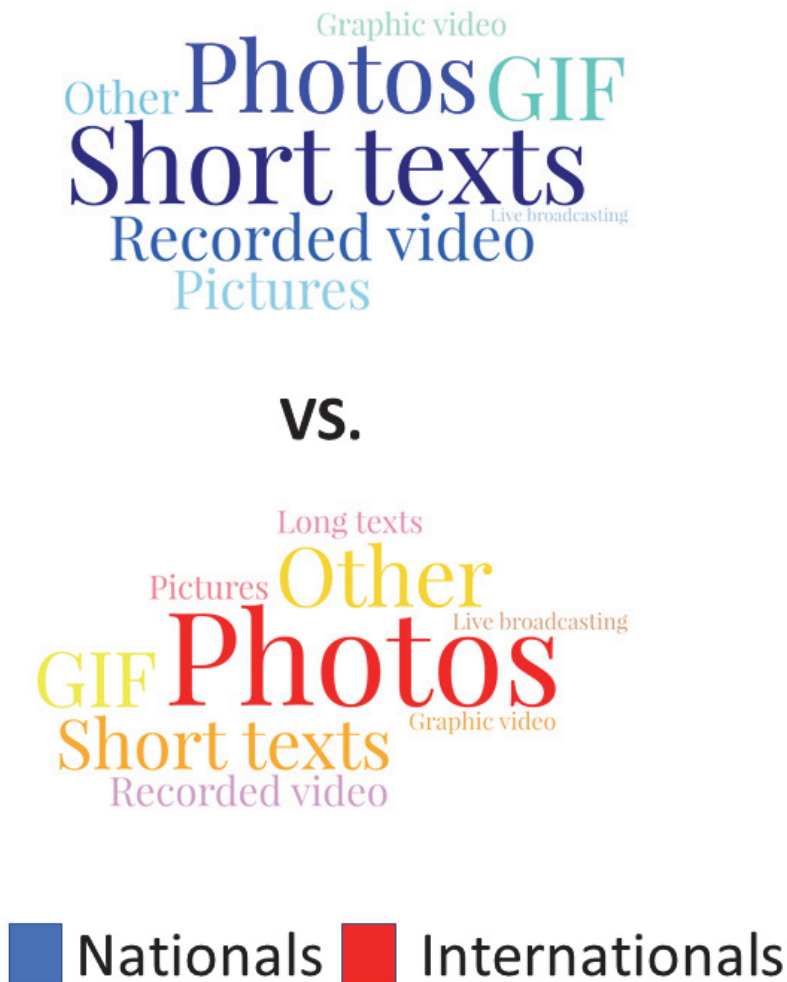 Graphic video
Other Photos GIF
Short texts
Live broadcasting
Recorded video
Pictures
VS.
Long texts
Pictures Other
Live broadcasting
GIF Photos
Graphic video
Short texts
Recorded video
Nationals Internationals